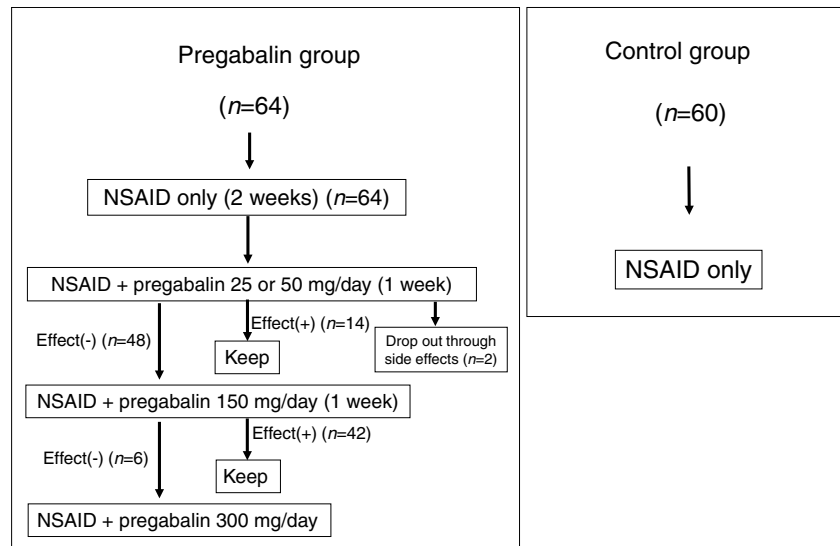 Pregabalin group
(n=64)
NSAID only (2 weeks) (n=64)
NSAID + pregabalin 25 or 50 mg/day (1 week)
Effect(-) (n=48)
Effect(+) (n=14)
Keep
Drop out through
side effects (n=2)
NSAID + pregabalin 150 mg/day (1 week)
Effect(-) (n=6)
Effect(+) (n=42)
Keep
NSAID + pregabalin 300 mg/day
Control group
(n=60)
NSAID only